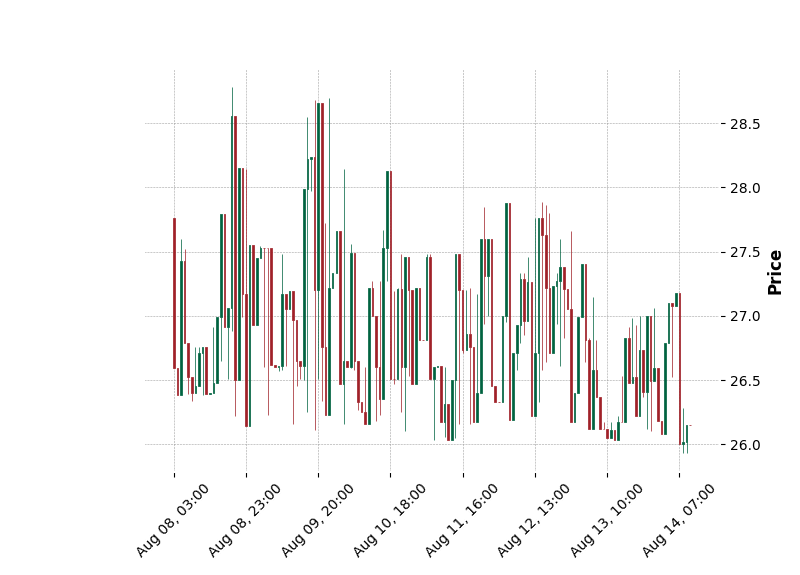 28.5
28.0
27.5
27.0
26.5
26.0
Price
Aug 08, 03:00
Aug 08, 23:00
Aug 09, 20:00
Aug 10, 18:00
Aug 11, 16:00
Aug 12, 13:00
Aug 13, 10:00
Aug 14, 07:00